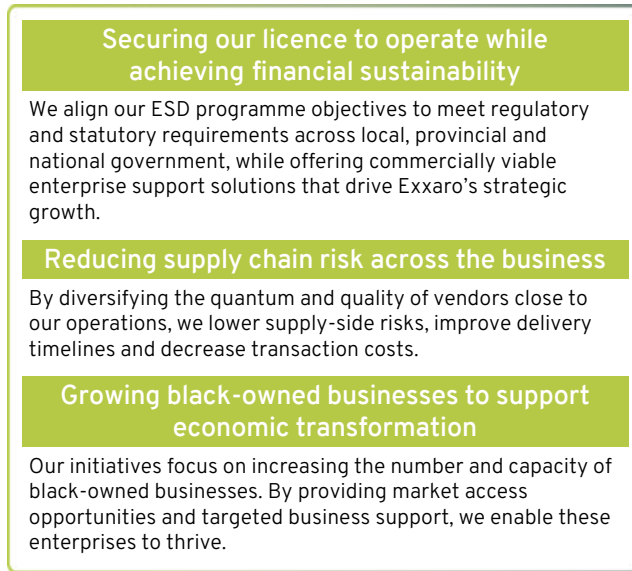 Securing our licence to operate while
achieving financial sustainability
We align our ESD programme objectives to meet regulatory
and statutory requirements across local, provincial and
national government, while offering commercially viable
enterprise support solutions that drive Exxaro’s strategic
growth.
Reducing supply chain risk across the business
By diversifying the quantum and quality of vendors close to
our operations, we lower supply-side risks, improve delivery
timelines and decrease transaction costs.
Growing black-owned businesses to support
economic transformation
Our initiatives focus on increasing the number and capacity of
black-owned businesses. By providing market access
opportunities and targeted business support, we enable these
enterprises to thrive.